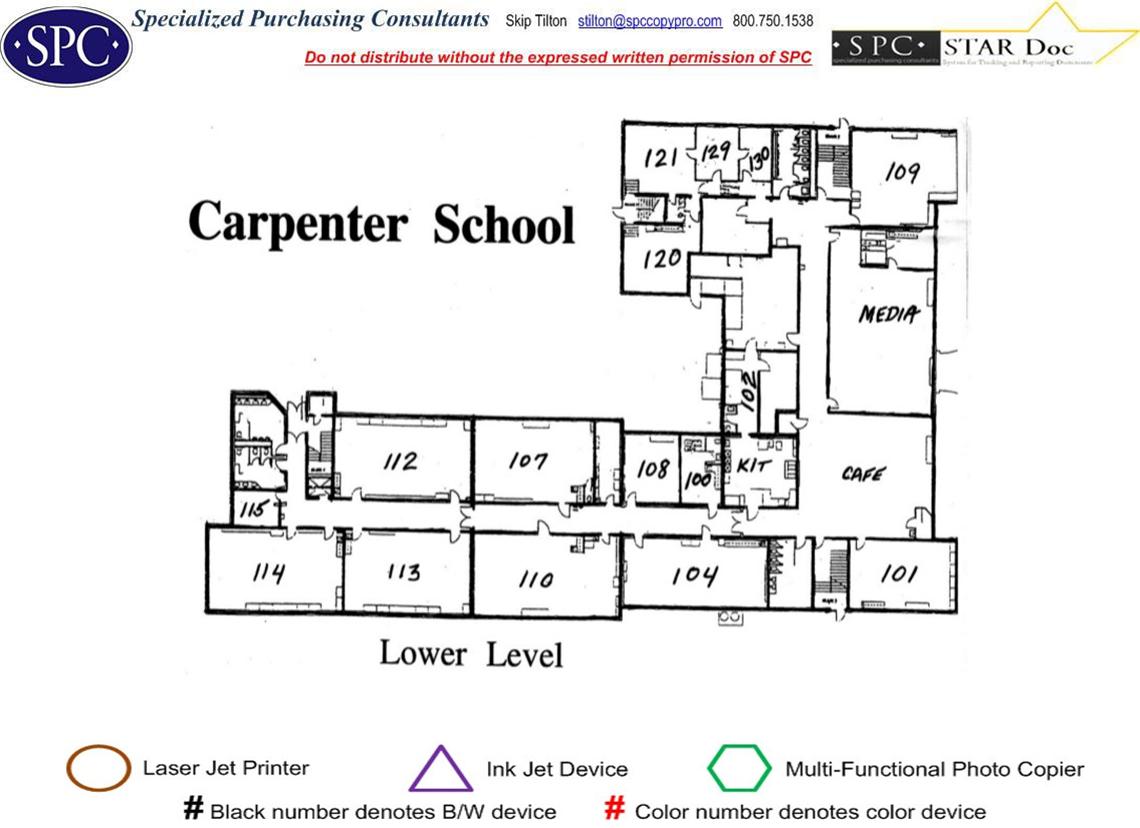 Specialized Purchasing Consultants Skip Tilton stilton@spccopypro.com 800.750.1538
·SPC·
Do not distribute without the expressed written permission of SPC
·SPC· STAR Doc
specialized purchasing consultants System for Tracking and Reporting Documents
121 129 130 109
Carpenter School
120
MEDIA
102
112 107 108 100 KIT CAFE
115
114 113 110 104 101
Lower Level
Laser Jet Printer Ink Jet Device Multi-Functional Photo Copier
# Black number denotes B/W device # Color number denotes color device